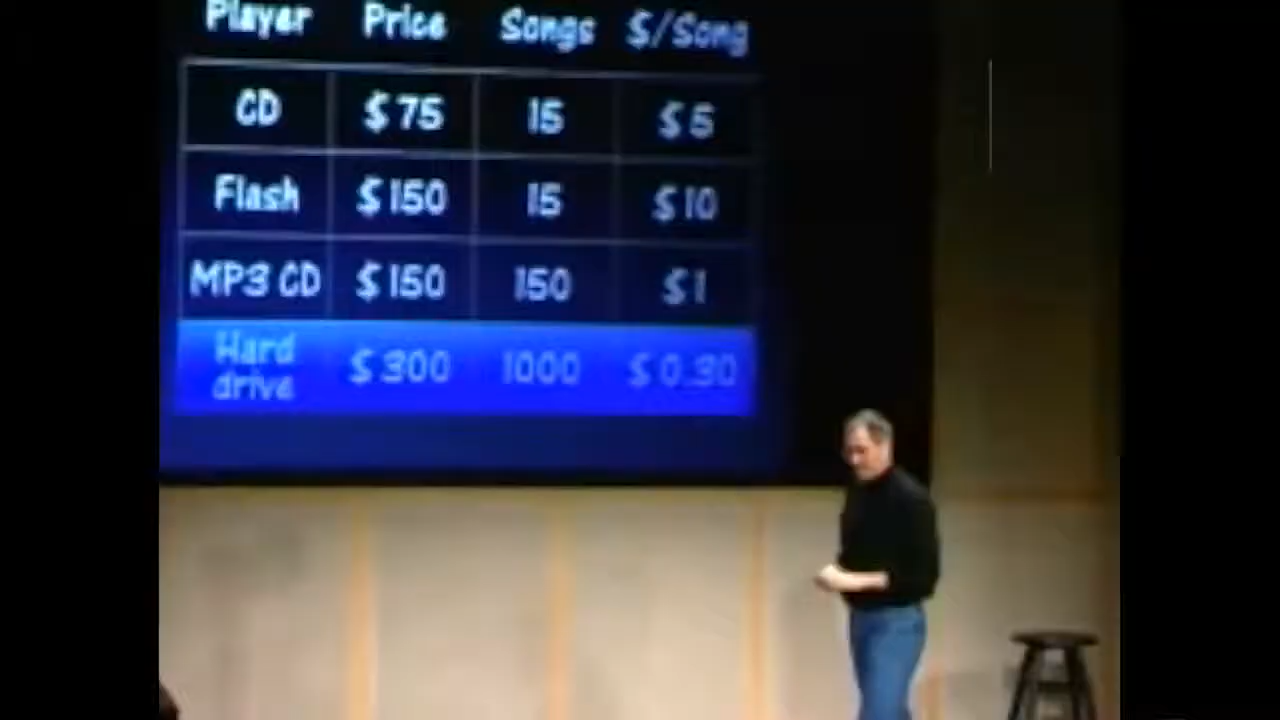 Player Price Songs $/Song
CD $75 15 $5
Flash $150 15 $10
MP3 CD $150 150 $1
Hard drive $300 1000 $0.30